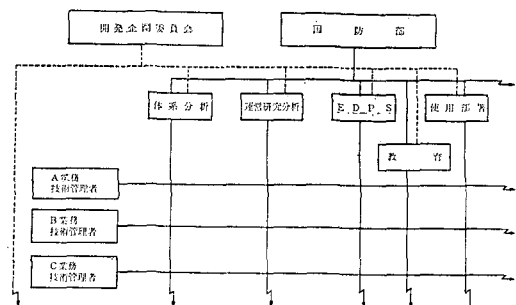 開発企画委員会
国防部
体系分析
運営研究分析
E.D.P.S
使用部署
教育
A業務
技術管理者
B業務
技術管理者
C業務
技術管理者